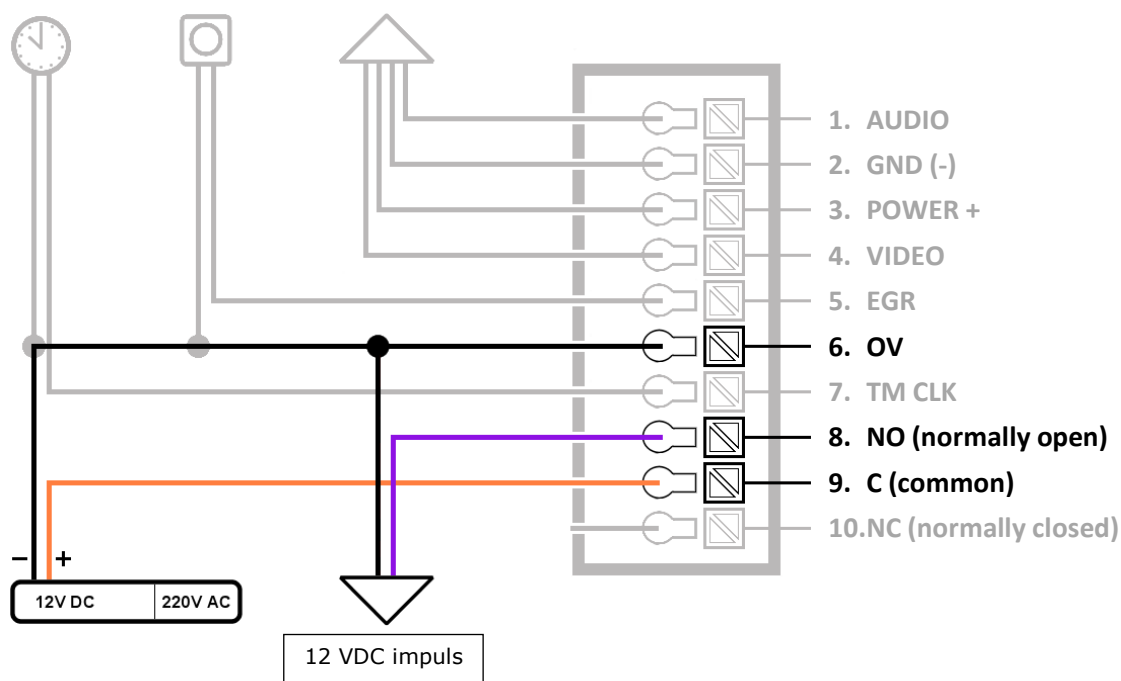 1. AUDIO
2. GND (-)
3. POWER +
4. VIDEO
5. EGR
6. OV
7. TM CLK
8. NO (normally open)
9. C (common)
10.NC (normally closed)
– +
12V DC 220V AC
12 VDC impuls